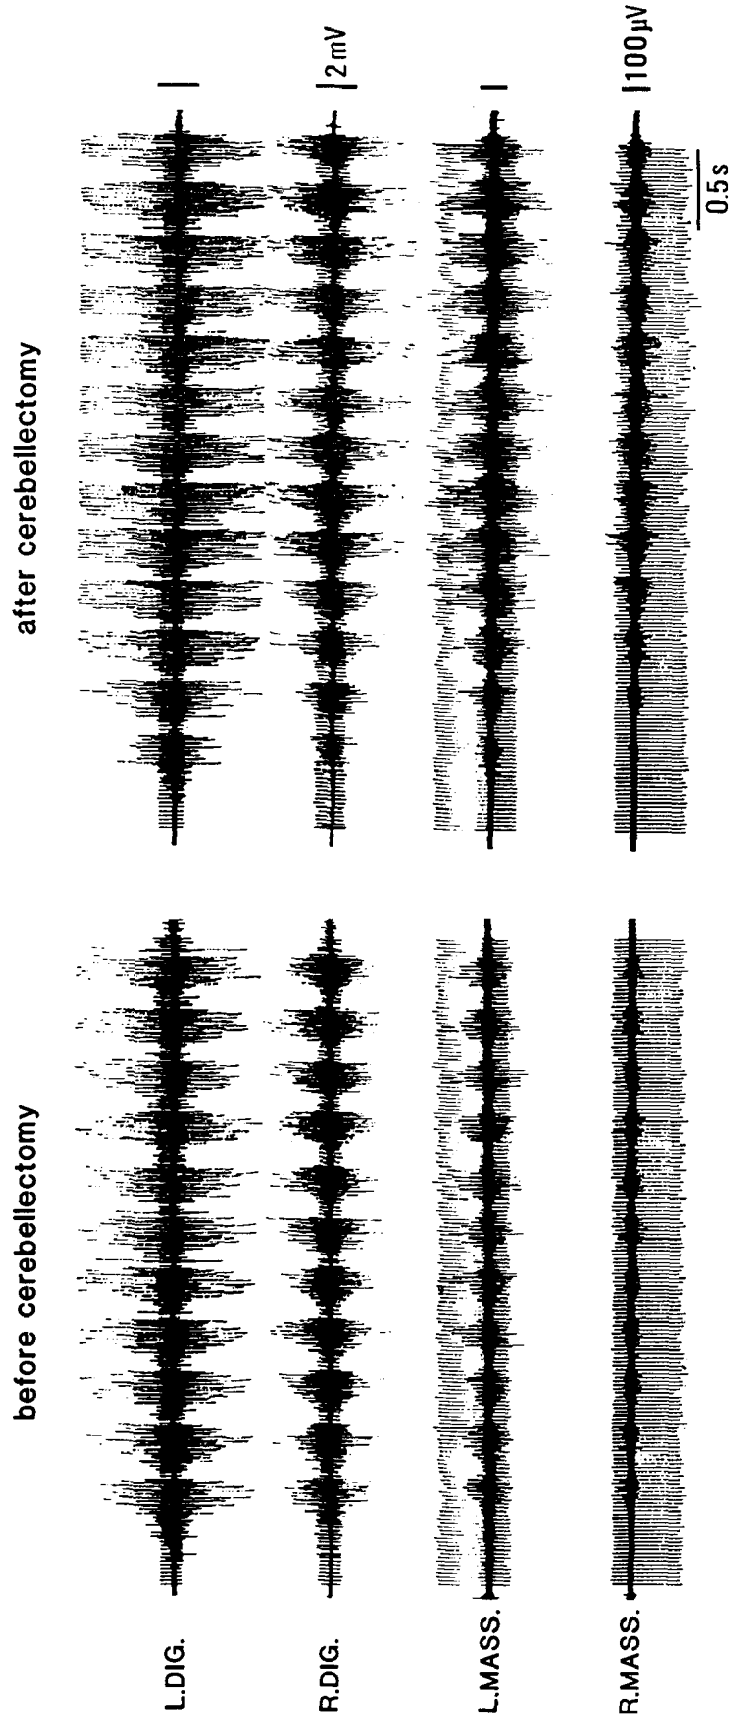 before cerebellectomy
after cerebellectomy
L.DIG.
R.DIG.
2mV
L.MASS.
R.MASS.
100μV
0.5s